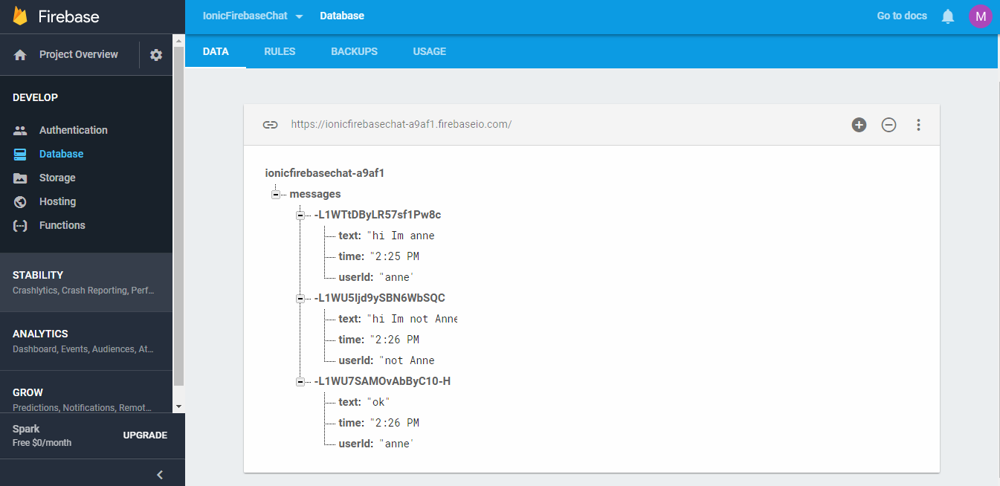 Firebase
IonicFirebaseChat Database
Go to docs
M
Project Overview
DATA RULES BACKUPS USAGE
DEVELOP
Authentication
Database
Storage
Hosting
Functions
STABILITY
Crashlytics, Crash Reporting, Perf...
ANALYTICS
Dashboard, Events, Audiences, At...
GROW
Predictions, Notifications, Remot...
Spark
Free $0/month
UPGRADE
https://ionicfirebasechat-a9af1.firebaseio.com/
ionicfirebasechat-a9af1
messages
-L1WTtDByLR57sf1Pw8c
text: "hi Im anne
time: "2:25 PM
userId: "anne'
-L1WU5Ijd9ySBN6WbSQC
text: "hi Im not Anne
time: "2:26 PM
userId: "not Anne
-L1WU7SAMOvAbByC10-H
text: "ok"
time: "2:26 PM
userId: "anne'